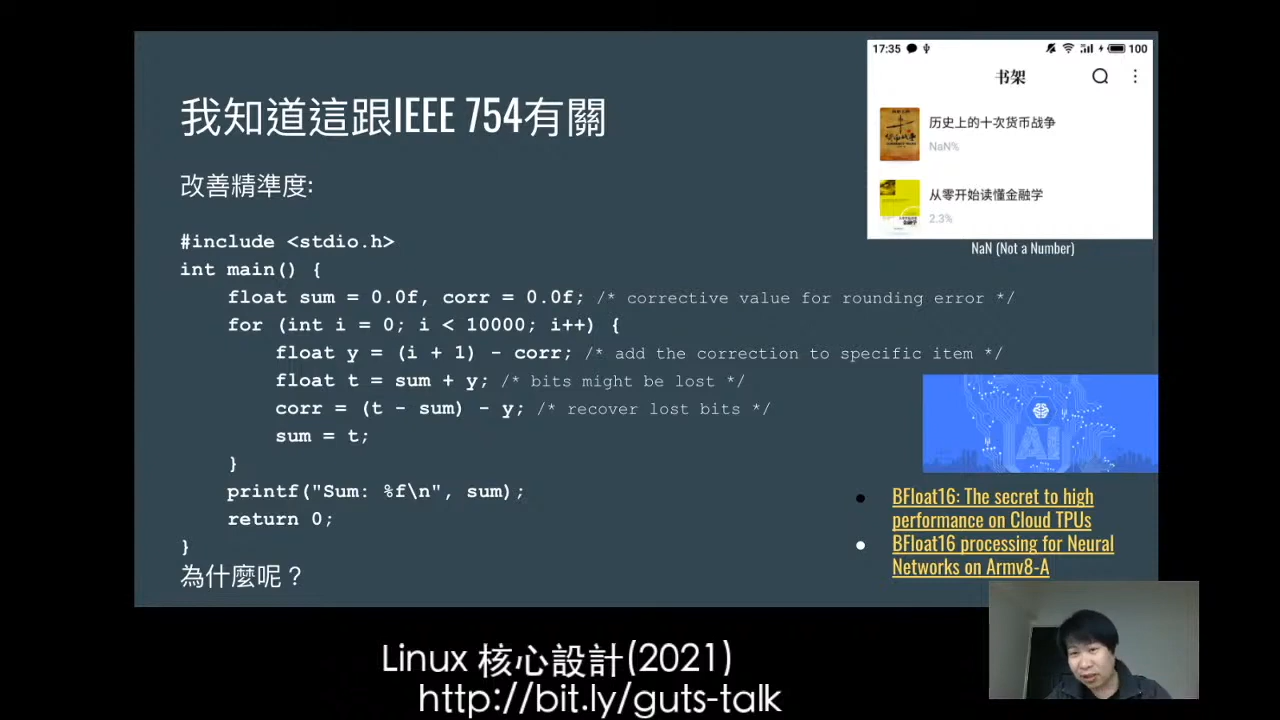 我知道這跟IEEE 754有關
改善精準度:
#include <stdio.h>
int main() {
float sum = 0.0f, corr = 0.0f; /* corrective value for rounding error */
for (int i = 0; i < 10000; i++) {
float y = (i + 1) - corr; /* add the correction to specific item */
float t = sum + y; /* bits might be lost */
corr = (t - sum) - y; /* recover lost bits */
sum = t;
}
printf("Sum: %f\n", sum);
return 0;
}
為什麼呢？
17:35
100
书架
历史上的十次货币战争
NaN%
从零开始读懂金融学
2.3%
NaN (Not a Number)
AI
BFloat16: The secret to high
performance on Cloud TPUs
BFloat16 processing for Neural
Networks on Armv8-A
Linux 核心設計(2021)
http://bit.ly/guts-talk